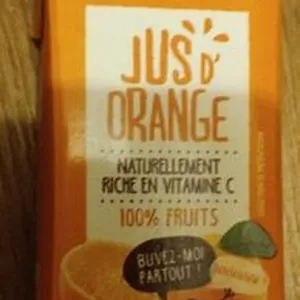 JUS D'
ORANGE
NATURELLEMENT
RICHE EN VITAMINE C
100% FRUITS
BUVEZ-MOI
PARTOUT !